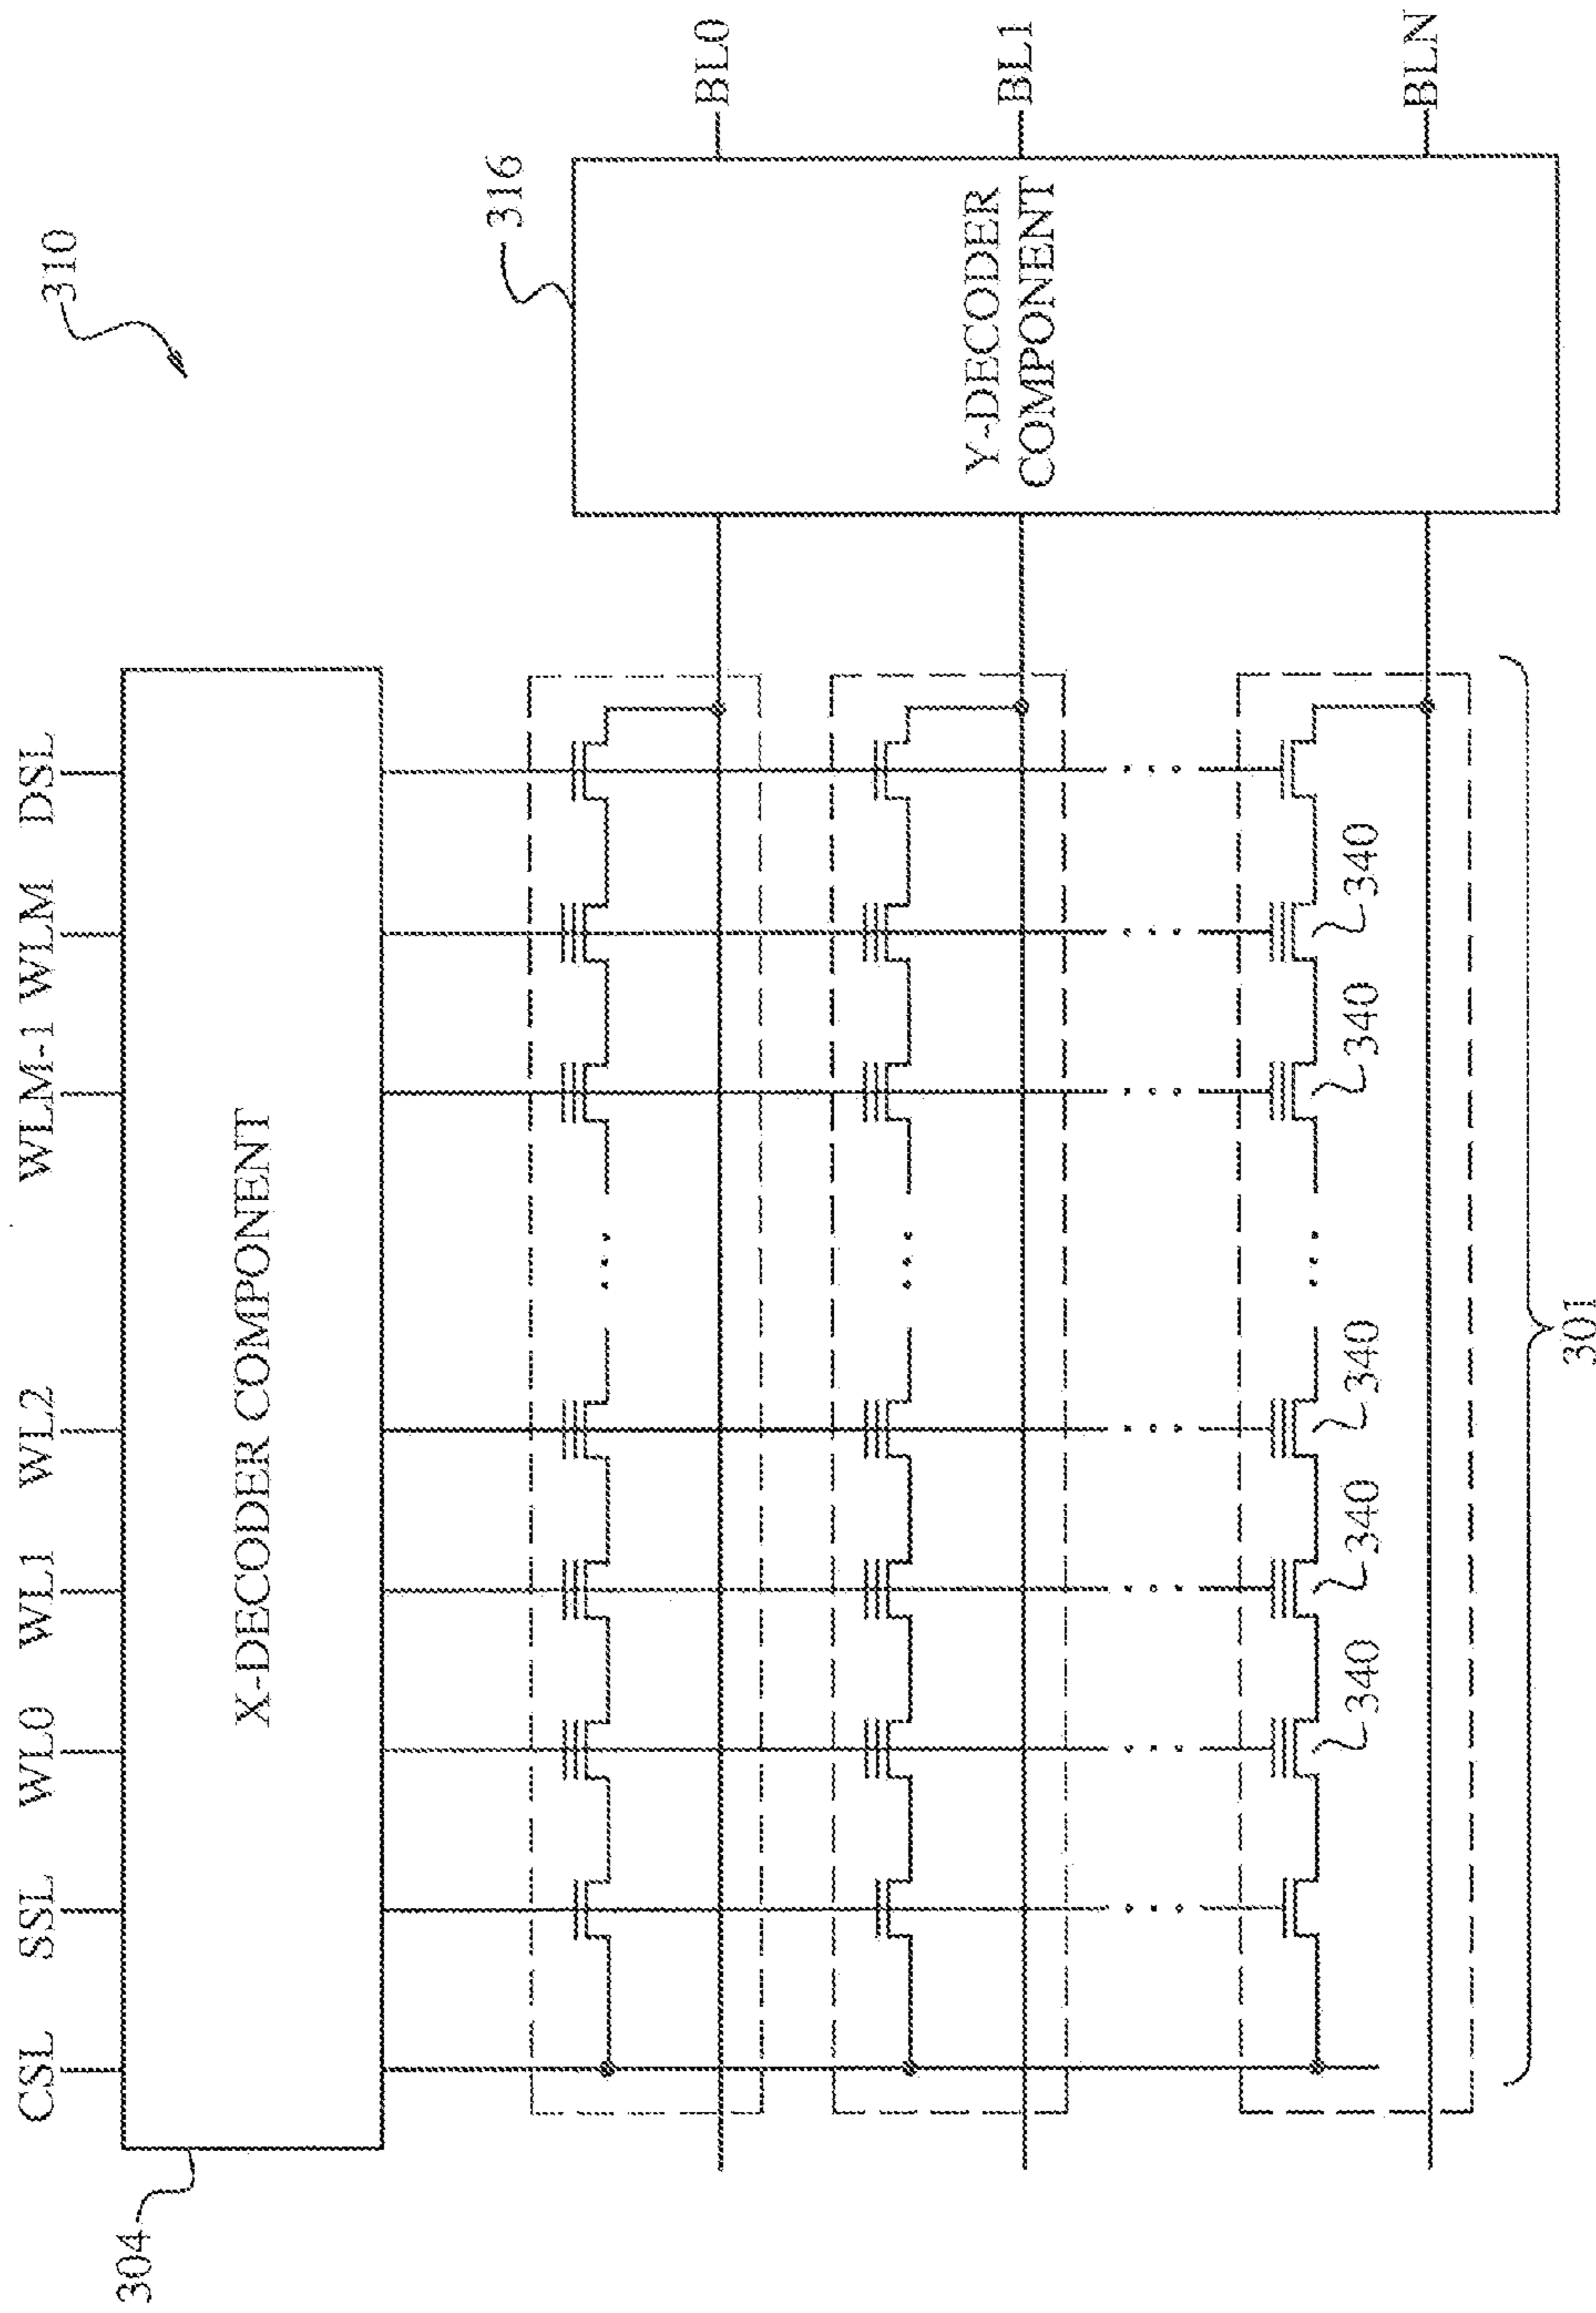 310
304
CSL SSL WL0 WL1 WL2 WLM-1 WLM DSL
X-DECODER COMPONENT
316
Y-DECODER
COMPONENT
BL0
BL1
BLN
340 340 340 340 340
301